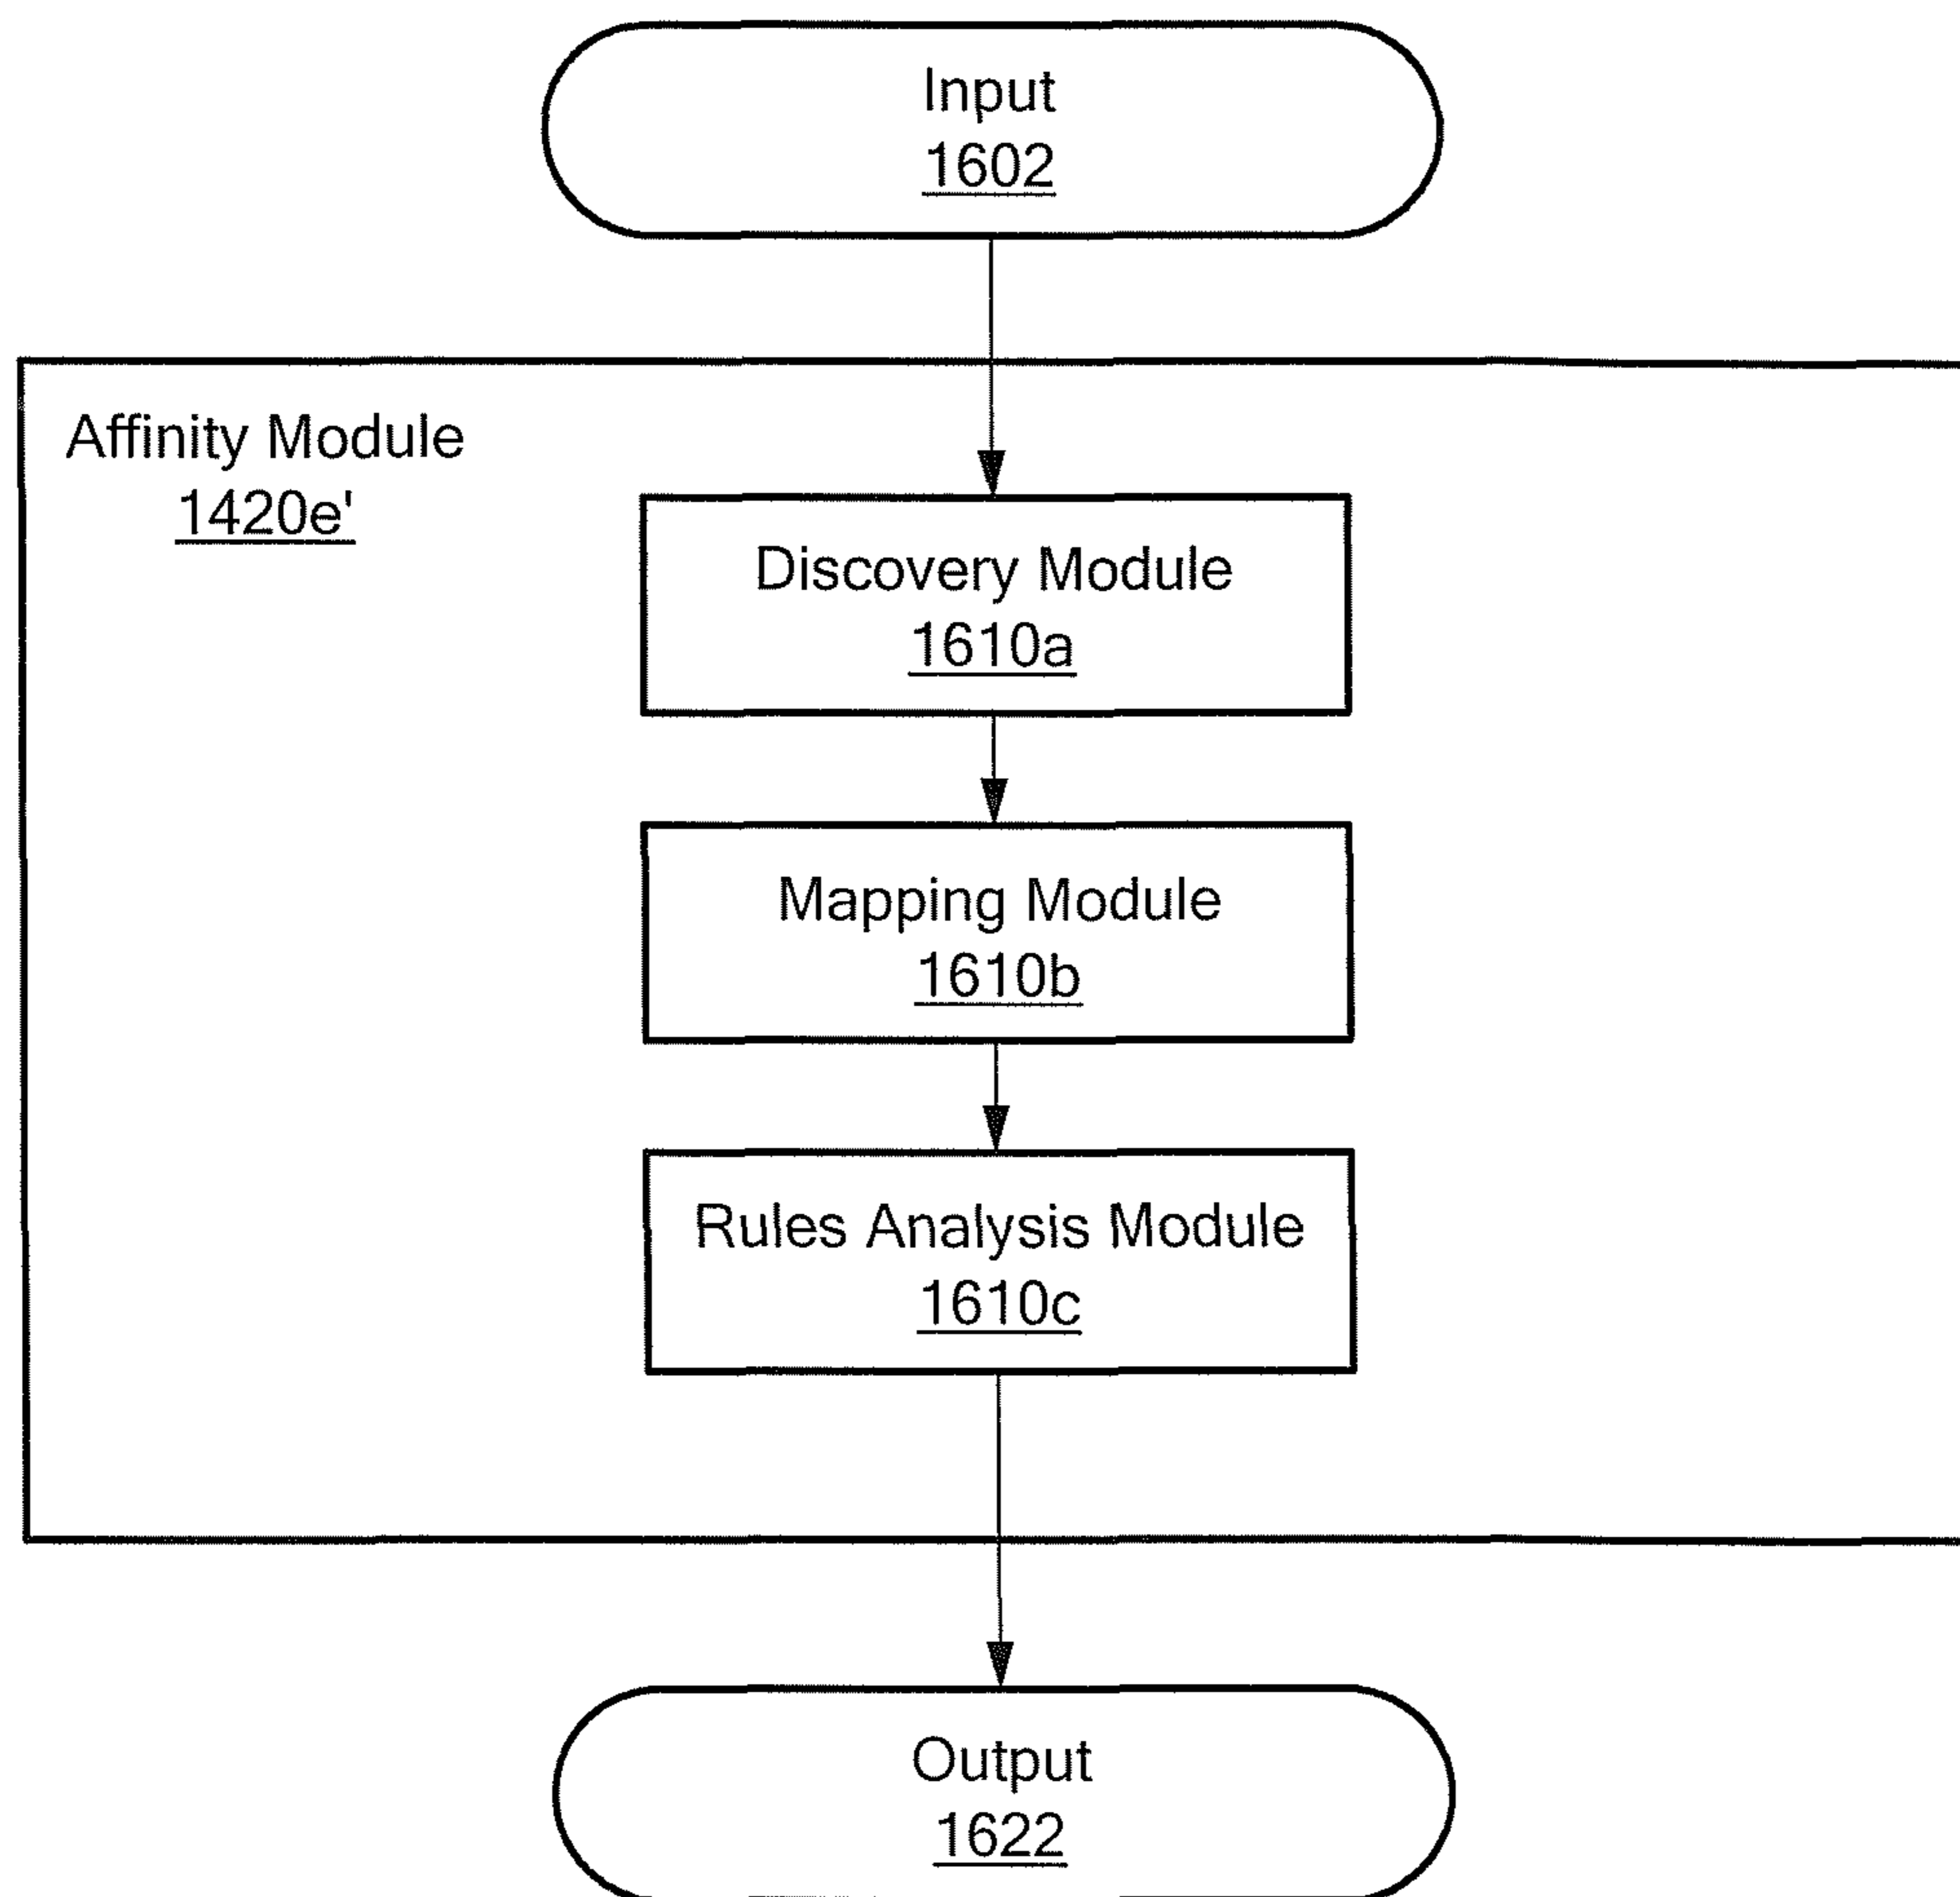 Input
1602
Affinity Module
1420e'
Discovery Module
1610a
Mapping Module
1610b
Rules Analysis Module
1610c
Output
1622